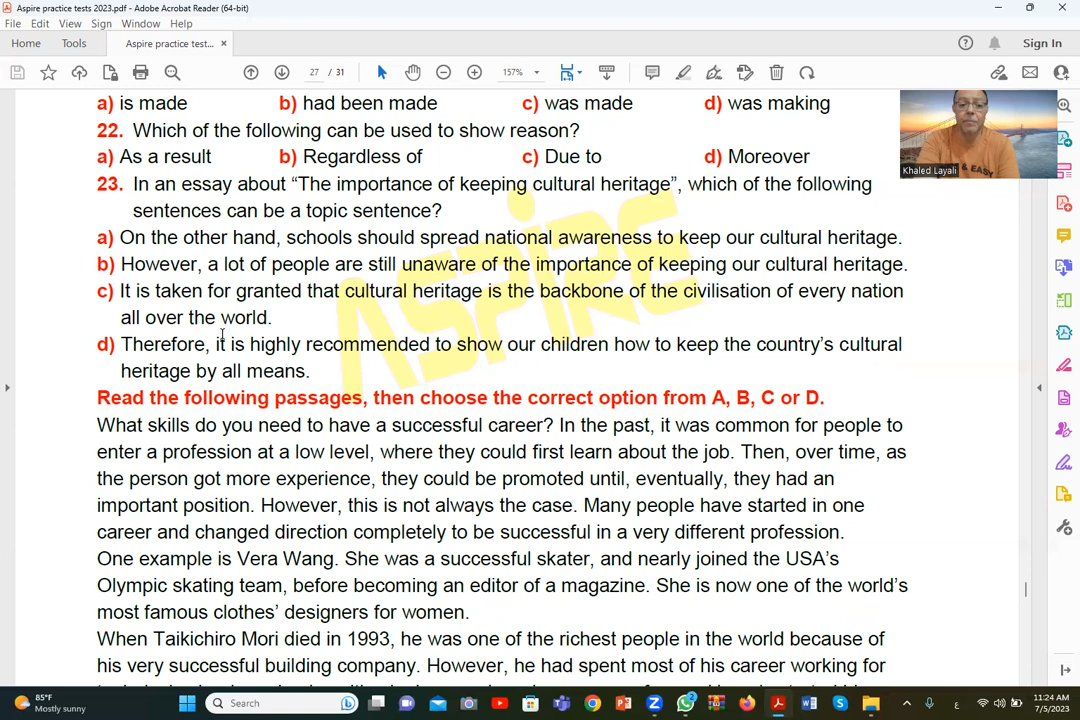 Aspire practice tests 2023.pdf - Adobe Acrobat Reader (64-bit)
File Edit View Sign Window Help
Home Tools Aspire practice test... × Sign In
27 / 31 157%
a) is made b) had been made c) was made d) was making
22. Which of the following can be used to show reason?
a) As a result b) Regardless of c) Due to d) Moreover
23. In an essay about “The importance of keeping cultural heritage”, which of the following
sentences can be a topic sentence?
a) On the other hand, schools should spread national awareness to keep our cultural heritage.
b) However, a lot of people are still unaware of the importance of keeping our cultural heritage.
c) It is taken for granted that cultural heritage is the backbone of the civilisation of every nation
all over the world.
d) Therefore, it is highly recommended to show our children how to keep the country’s cultural
heritage by all means.
Read the following passages, then choose the correct option from A, B, C or D.
What skills do you need to have a successful career? In the past, it was common for people to
enter a profession at a low level, where they could first learn about the job. Then, over time, as
the person got more experience, they could be promoted until, eventually, they had an
important position. However, this is not always the case. Many people have started in one
career and changed direction completely to be successful in a very different profession.
One example is Vera Wang. She was a successful skater, and nearly joined the USA’s
Olympic skating team, before becoming an editor of a magazine. She is now one of the world’s
most famous clothes’ designers for women.
When Taikichiro Mori died in 1993, he was one of the richest people in the world because of
his very successful building company. However, he had spent most of his career working for
ASPIRE
& EASY
Khaled Layali
85°F
Mostly sunny
Search
2
ع
11:24 AM
7/5/2023